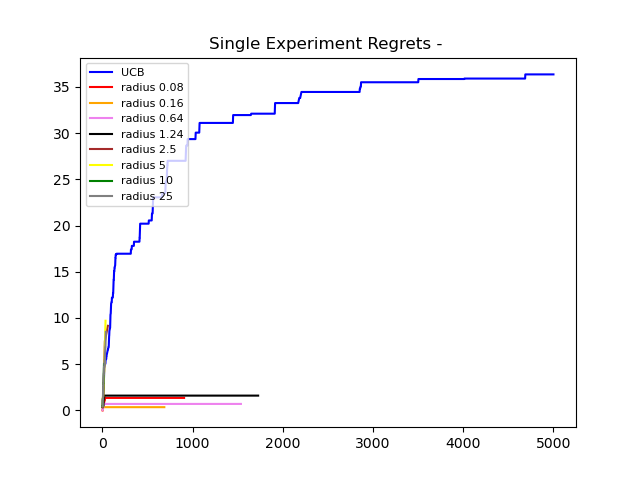 Single Experiment Regrets -
35
30
25
20
15
10
5
0
UCB
radius 0.08
radius 0.16
radius 0.64
radius 1.24
radius 2.5
radius 5
radius 10
radius 25
0 1000 2000 3000 4000 5000